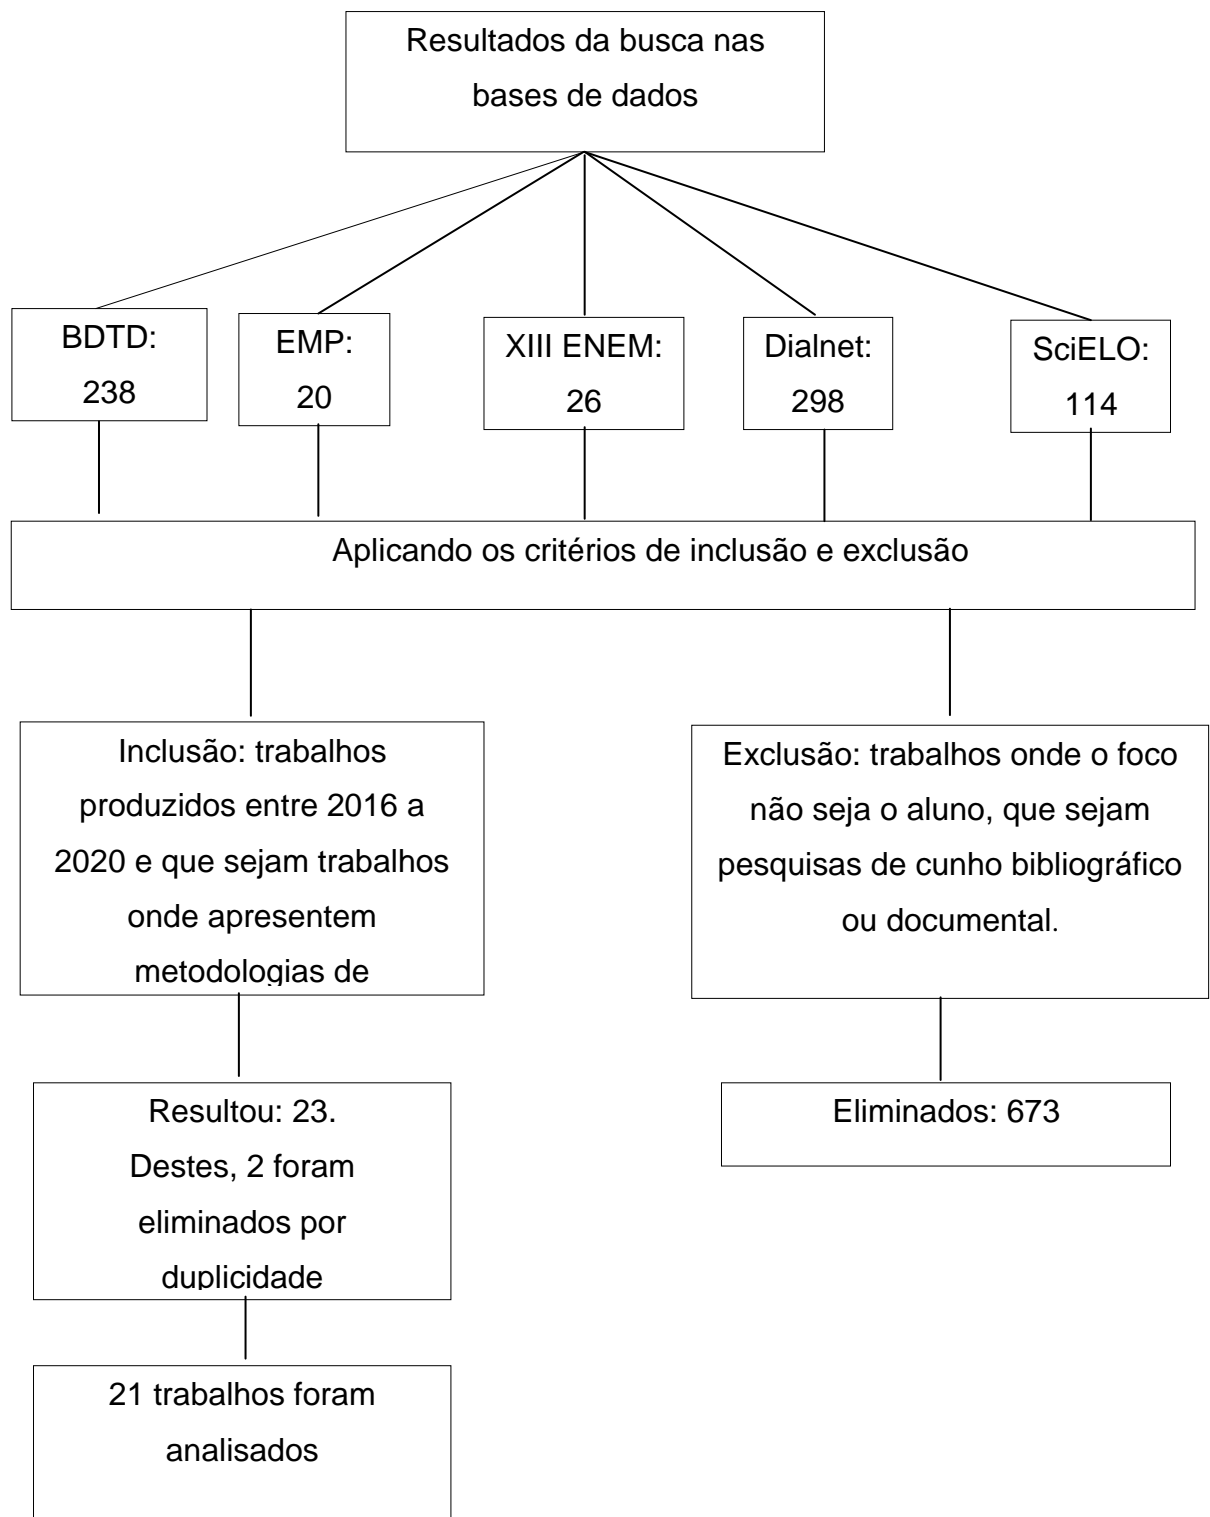 Resultados da busca nas
bases de dados
BDTD:
238
EMP:
20
XIII ENEM:
26
Dialnet:
298
SciELO:
114
Aplicando os critérios de inclusão e exclusão
Inclusão: trabalhos
produzidos entre 2016 a
2020 e que sejam trabalhos
onde apresentem
metodologias de
Exclusão: trabalhos onde o foco
não seja o aluno, que sejam
pesquisas de cunho bibliográfico
ou documental.
Resultou: 23.
Destes, 2 foram
eliminados por
duplicidade
Eliminados: 673
21 trabalhos foram
analisados